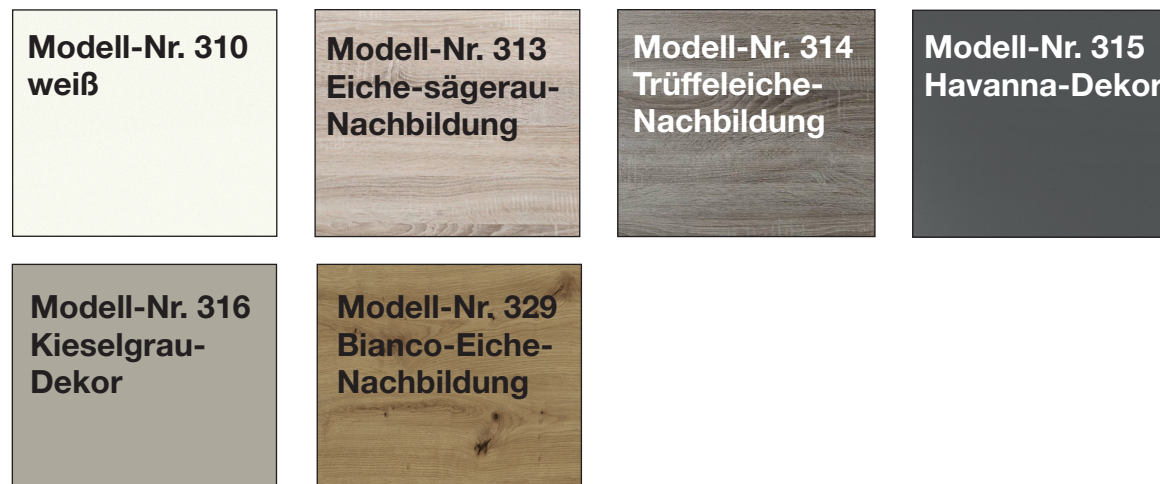 Modell-Nr. 310
weiß
Modell-Nr. 313
Eiche-sägerau-
Nachbildung
Modell-Nr. 314
Trüffeleiche-
Nachbildung
Modell-Nr. 315
Havanna-Dekor
Modell-Nr. 316
Kieselgrau-
Dekor
Modell-Nr. 329
Bianco-Eiche-
Nachbildung